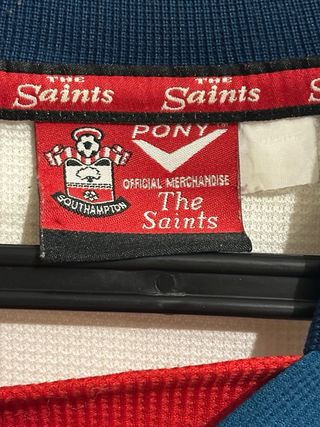 THE THE
Saints Saints S
PONY
OFFICIAL MERCHANDISE
The
Saints
SOUTHAMPTON